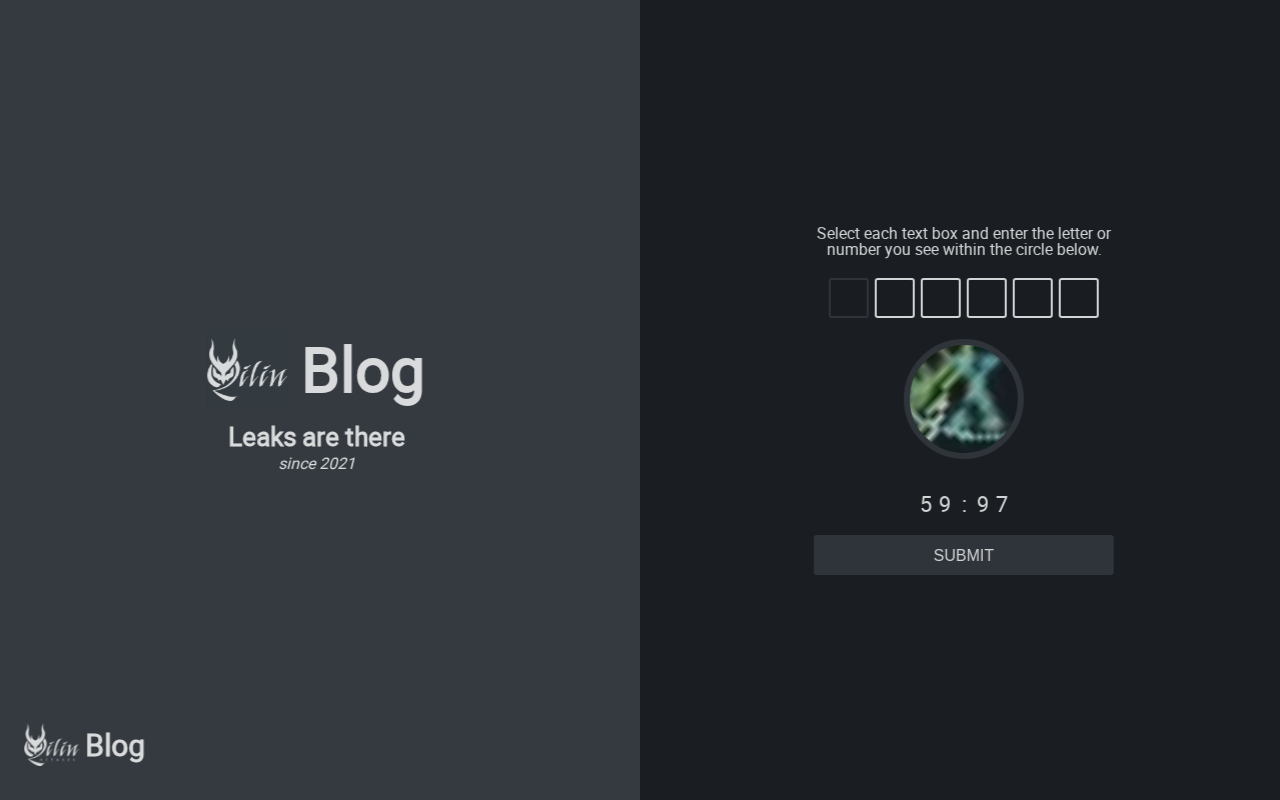 Qilin Blog
Leaks are there
since 2021
Qilin Blog
Select each text box and enter the letter or
number you see within the circle below.
59:97
SUBMIT